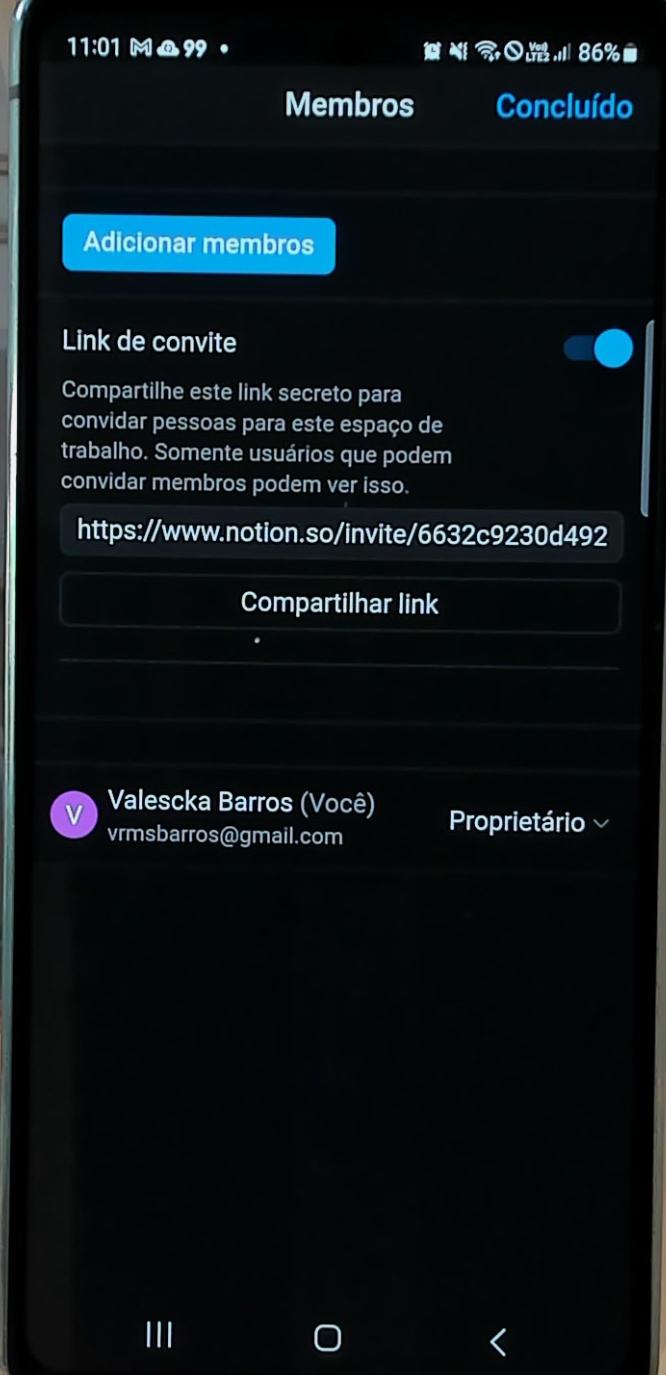 11:01 99
Vo) LTE2 86%
Membros
Concluído
Adicionar membros
Link de convite
Compartilhe este link secreto para
convidar pessoas para este espaço de
trabalho. Somente usuários que podem
convidar membros podem ver isso.
https://www.notion.so/invite/6632c9230d492
Compartilhar link
V
Valescka Barros (Você)
vrmsbarros@gmail.com
Proprietário